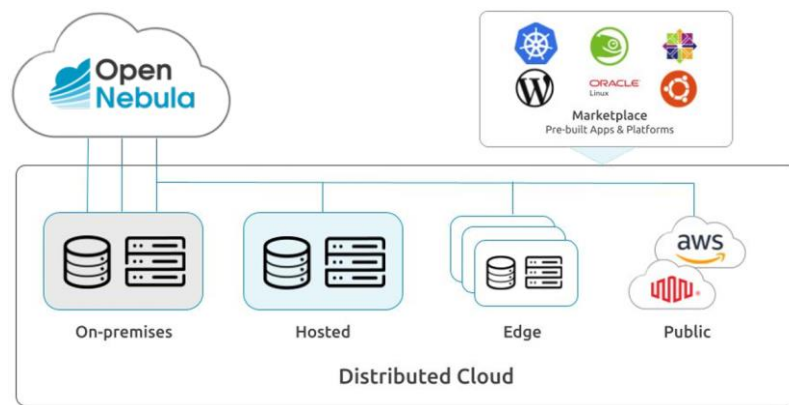 Open
Nebula
ORACLE
Linux
Marketplace
Pre-built Apps & Platforms
aws
On-premises
Hosted
Edge
Public
Distributed Cloud